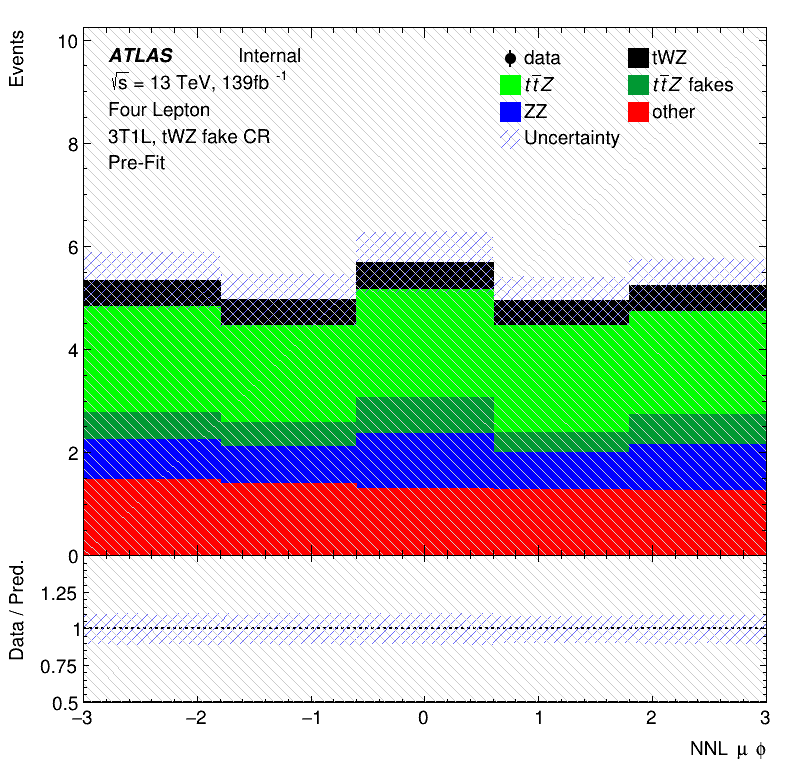 Events
10
8
6
4
2
0
ATLAS Internal
√s = 13 TeV, 139fb⁻¹
Four Lepton
3T1L, tWZ fake CR
Pre-Fit
data
tWZ
tt̄Z
tt̄Z fakes
ZZ
other
Uncertainty
Data / Pred.
1.25
1
0.75
0.5
−3 −2 −1 0 1 2 3
NNL μ ϕ